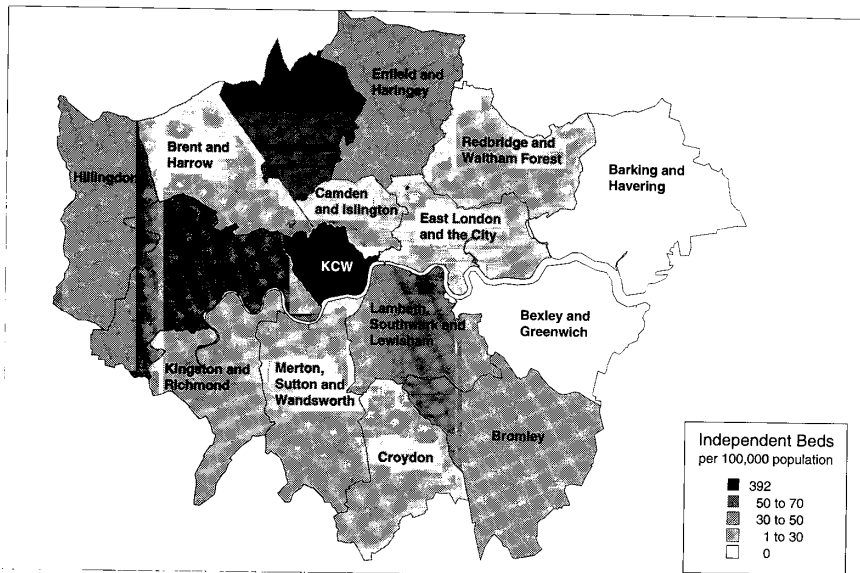 Enfield and
Haringey
Brent and
Harrow
Redbridge and
Waltham Forest
Hillingdon
Barking and
Havering
Camden
and Islington
East London
and the City
KCW
Lambeth,
Southwark and
Lewisham
Bexley and
Greenwich
Kingston and
Richmond
Merton,
Sutton and
Wandsworth
Bromley
Croydon
Independent Beds
per 100,000 population
392
50 to 70
30 to 50
1 to 30
0